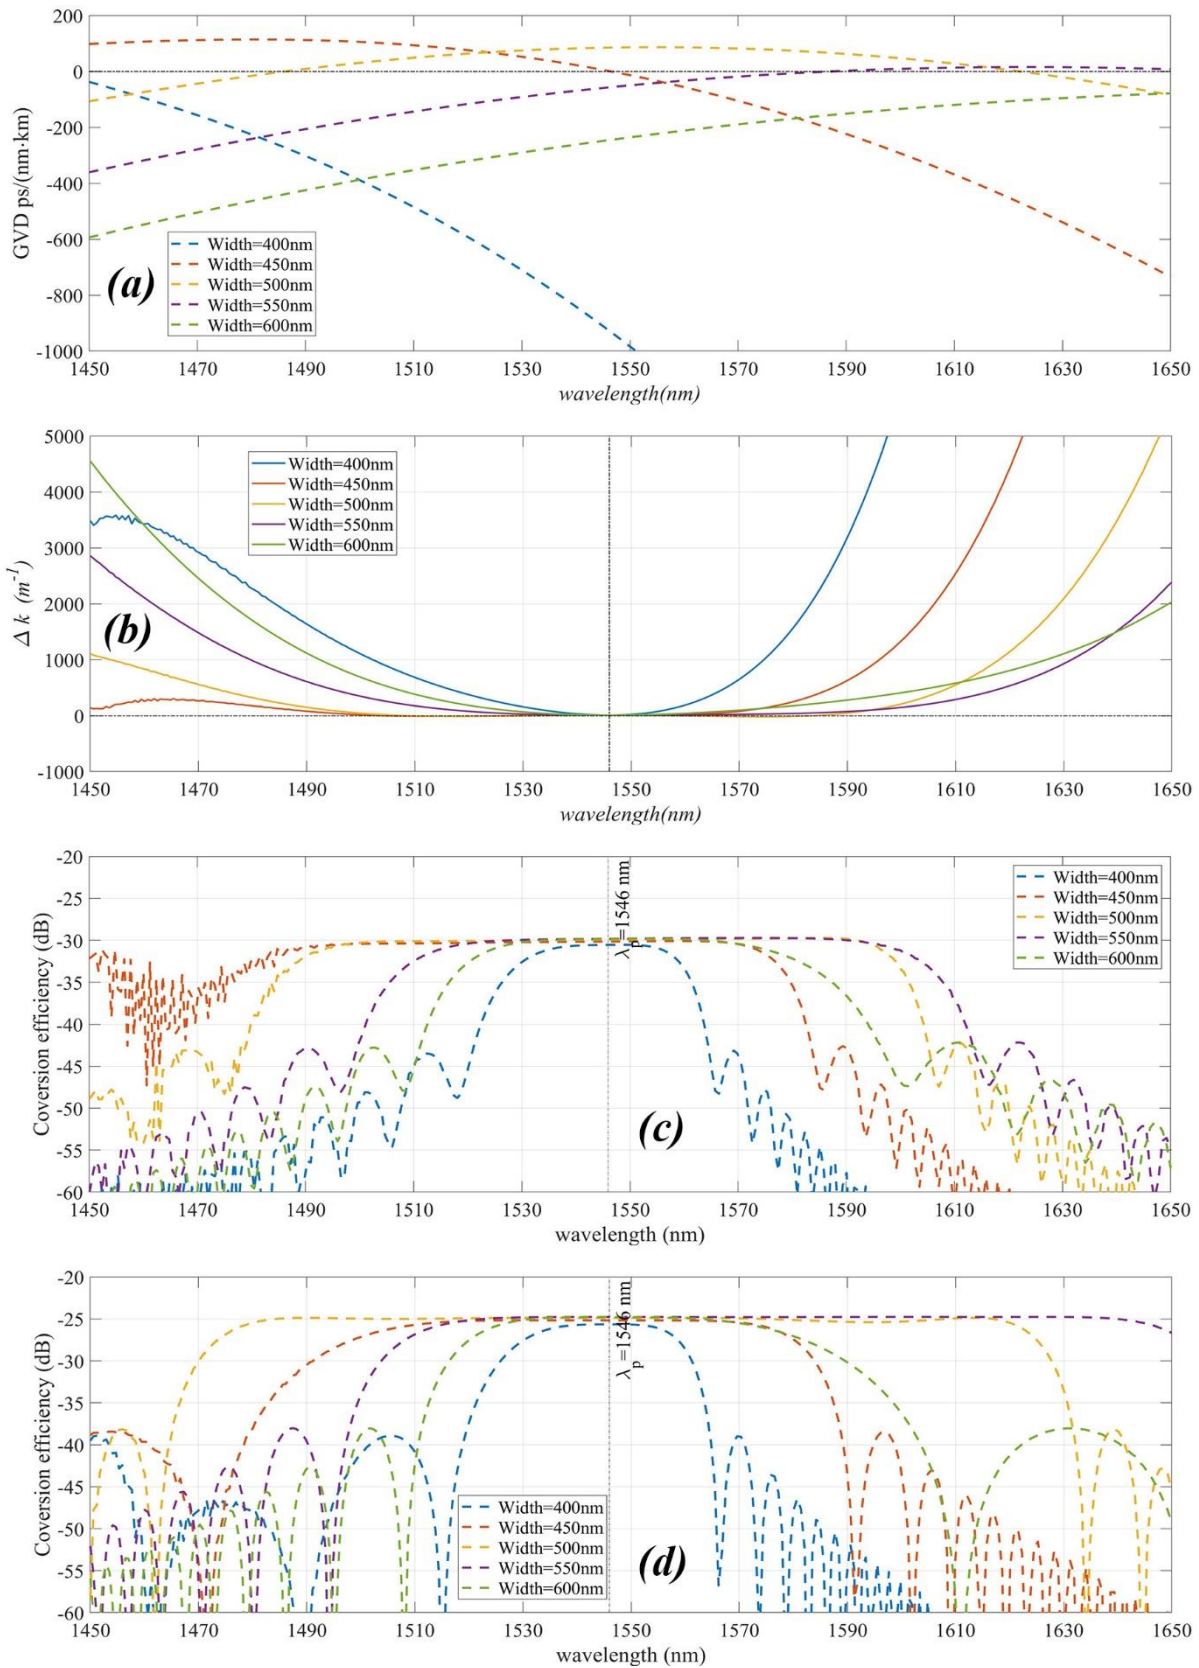 200
0
-200
-400
-600
-800
-1000
GVD ps/(nm·km)
Width=400nm
Width=450nm
Width=500nm
Width=550nm
Width=600nm
(a)
1450 1470 1490 1510 1530 1550 1570 1590 1610 1630 1650
wavelength(nm)
5000
4000
3000
2000
1000
0
-1000
Δ k (m⁻¹)
Width=400nm
Width=450nm
Width=500nm
Width=550nm
Width=600nm
(b)
1450 1470 1490 1510 1530 1550 1570 1590 1610 1630 1650
wavelength(nm)
-20
-25
-30
-35
-40
-45
-50
-55
-60
Coversion efficiency (dB)
λp=1546 nm
Width=400nm
Width=450nm
Width=500nm
Width=550nm
Width=600nm
(c)
1450 1470 1490 1510 1530 1550 1570 1590 1610 1630 1650
wavelength (nm)
-20
-25
-30
-35
-40
-45
-50
-55
-60
Coversion efficiency (dB)
λp=1546 nm
Width=400nm
Width=450nm
Width=500nm
Width=550nm
Width=600nm
(d)
1450 1470 1490 1510 1530 1550 1570 1590 1610 1630 1650
wavelength (nm)